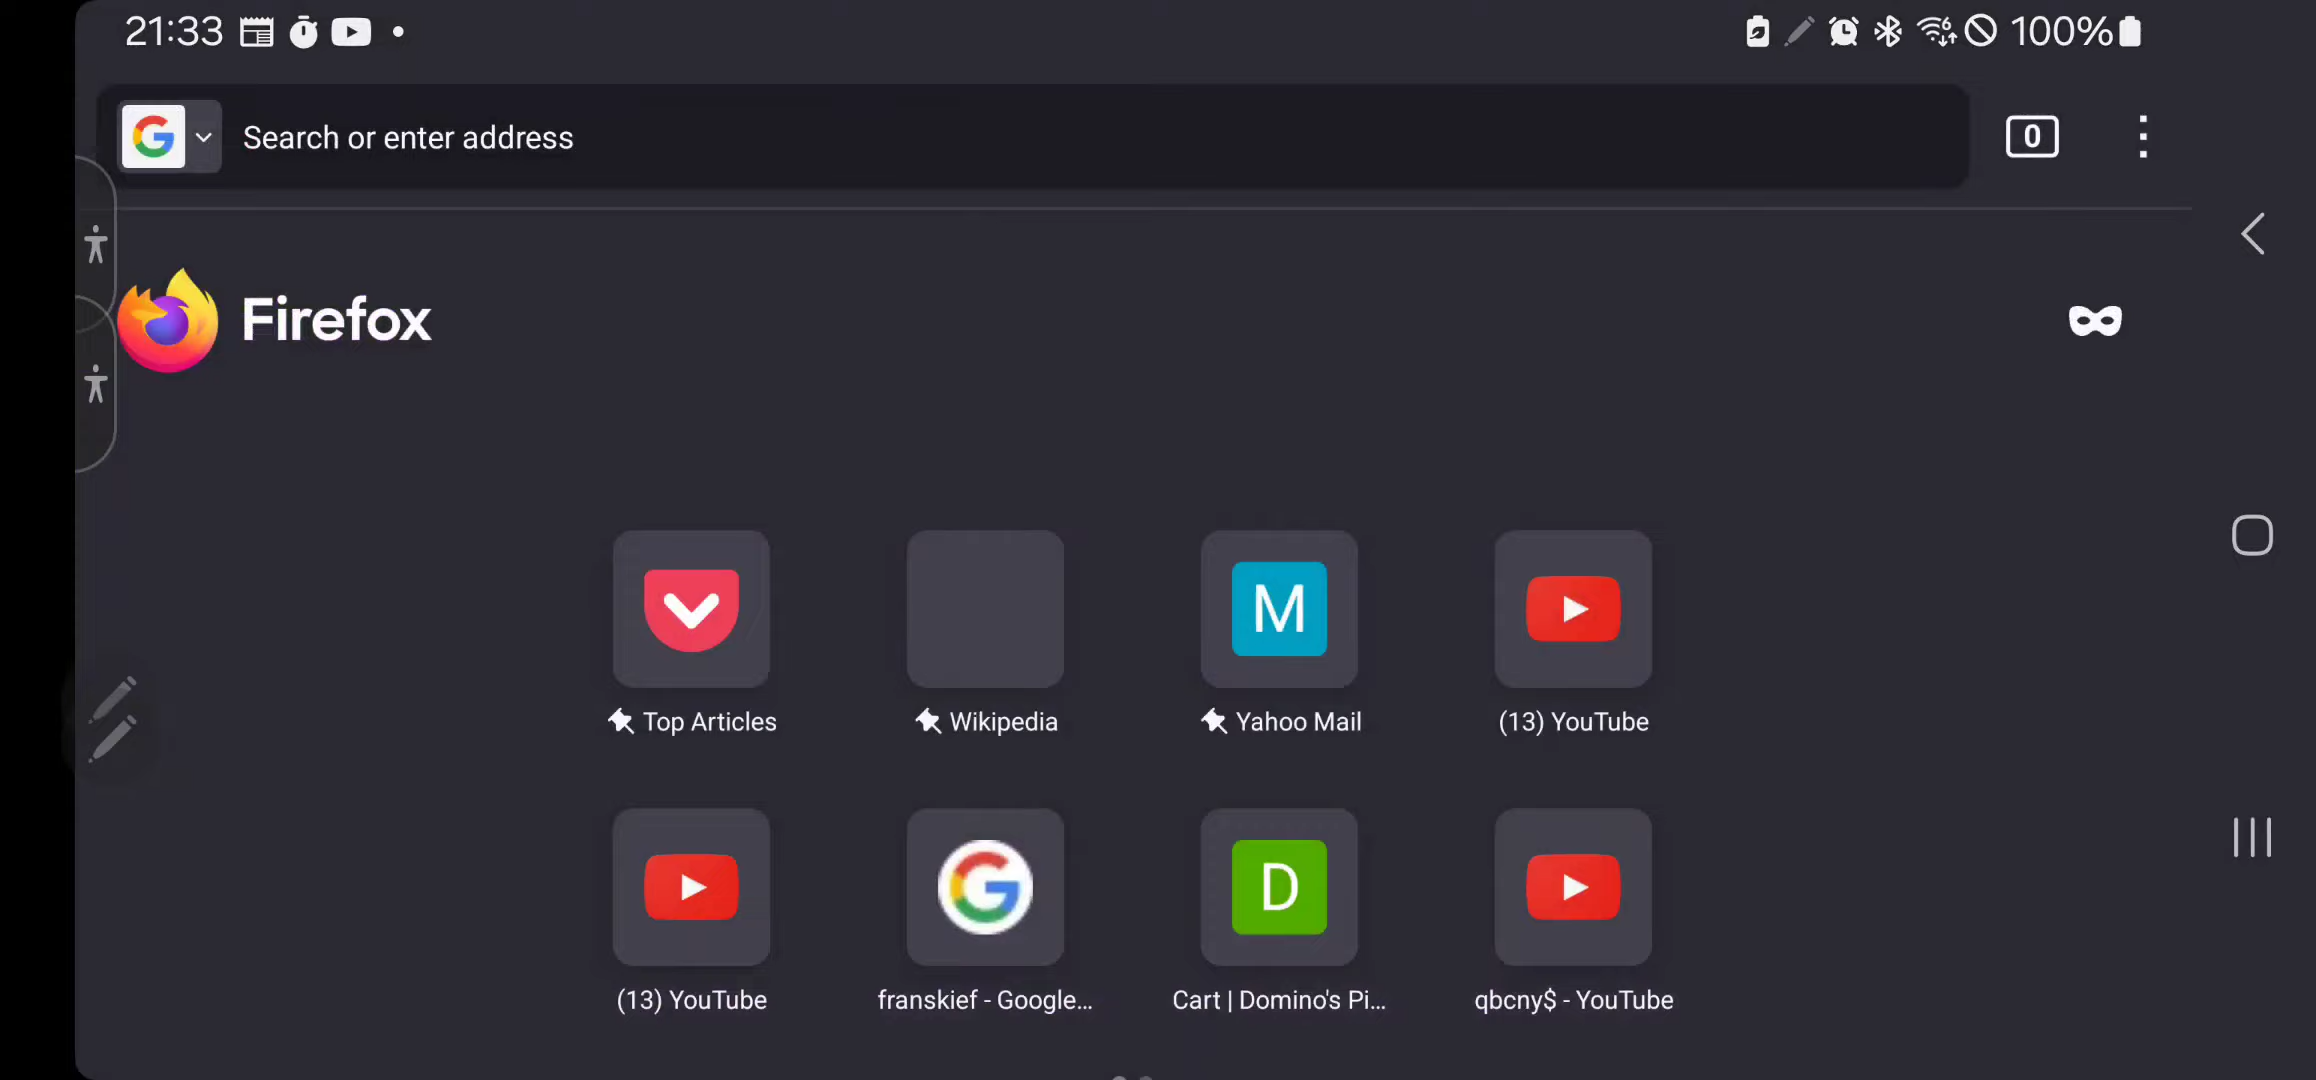 21:33 100%
Search or enter address
0
Firefox
M
Top Articles
Wikipedia
Yahoo Mail
(13) YouTube
D
(13) YouTube
franskief - Google...
Cart | Domino's Pi...
qbcny$ - YouTube